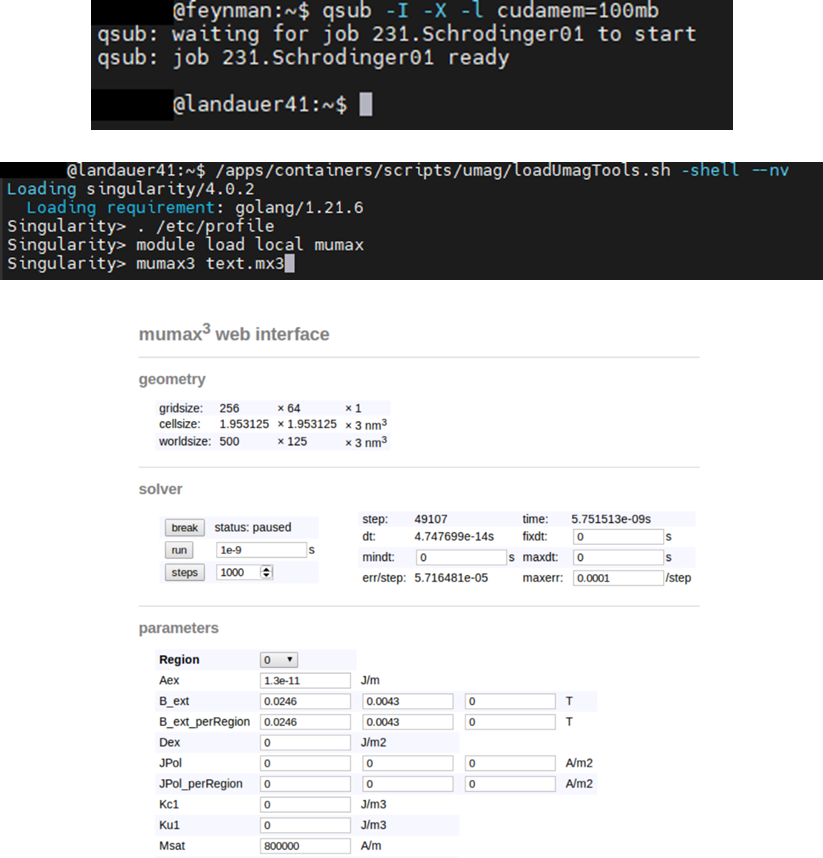 @feynman:~$ qsub -I -X -l cudamem=100mb
qsub: waiting for job 231.Schrodinger01 to start
qsub: job 231.Schrodinger01 ready
@landauer41:~$
@landauer41:~$ /apps/containers/scripts/umag/loadUmagTools.sh -shell --nv
Loading singularity/4.0.2
Loading requirement: golang/1.21.6
Singularity> . /etc/profile
Singularity> module load local mumax
Singularity> mumax3 text.mx3
mumax3 web interface
geometry
gridsize: 256 × 64 × 1
cellsize: 1.953125 × 1.953125 × 3 nm3
worldsize: 500 × 125 × 3 nm3
solver
break status: paused
run 1e-9 s
steps 1000
step: 49107 time: 5.751513e-09s
dt: 4.747699e-14s fixdt: 0 s
mindt: 0 s maxdt: 0 s
err/step: 5.716481e-05 maxerr: 0.0001 /step
parameters
Region 0
Aex 1.3e-11 J/m
B_ext 0.0246 0.0043 0 T
B_ext_perRegion 0.0246 0.0043 0 T
Dex 0 J/m2
JPol 0 0 0 A/m2
JPol_perRegion 0 0 0 A/m2
Kc1 0 J/m3
Ku1 0 J/m3
Msat 800000 A/m